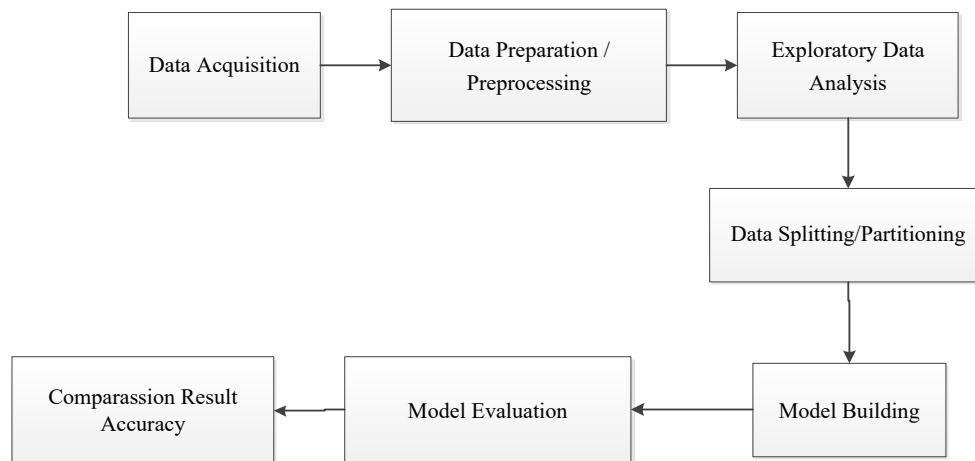 Data Acquisition
Data Preparation /
Preprocessing
Exploratory Data
Analysis
Data Splitting/Partitioning
Model Building
Model Evaluation
Comparassion Result
Accuracy